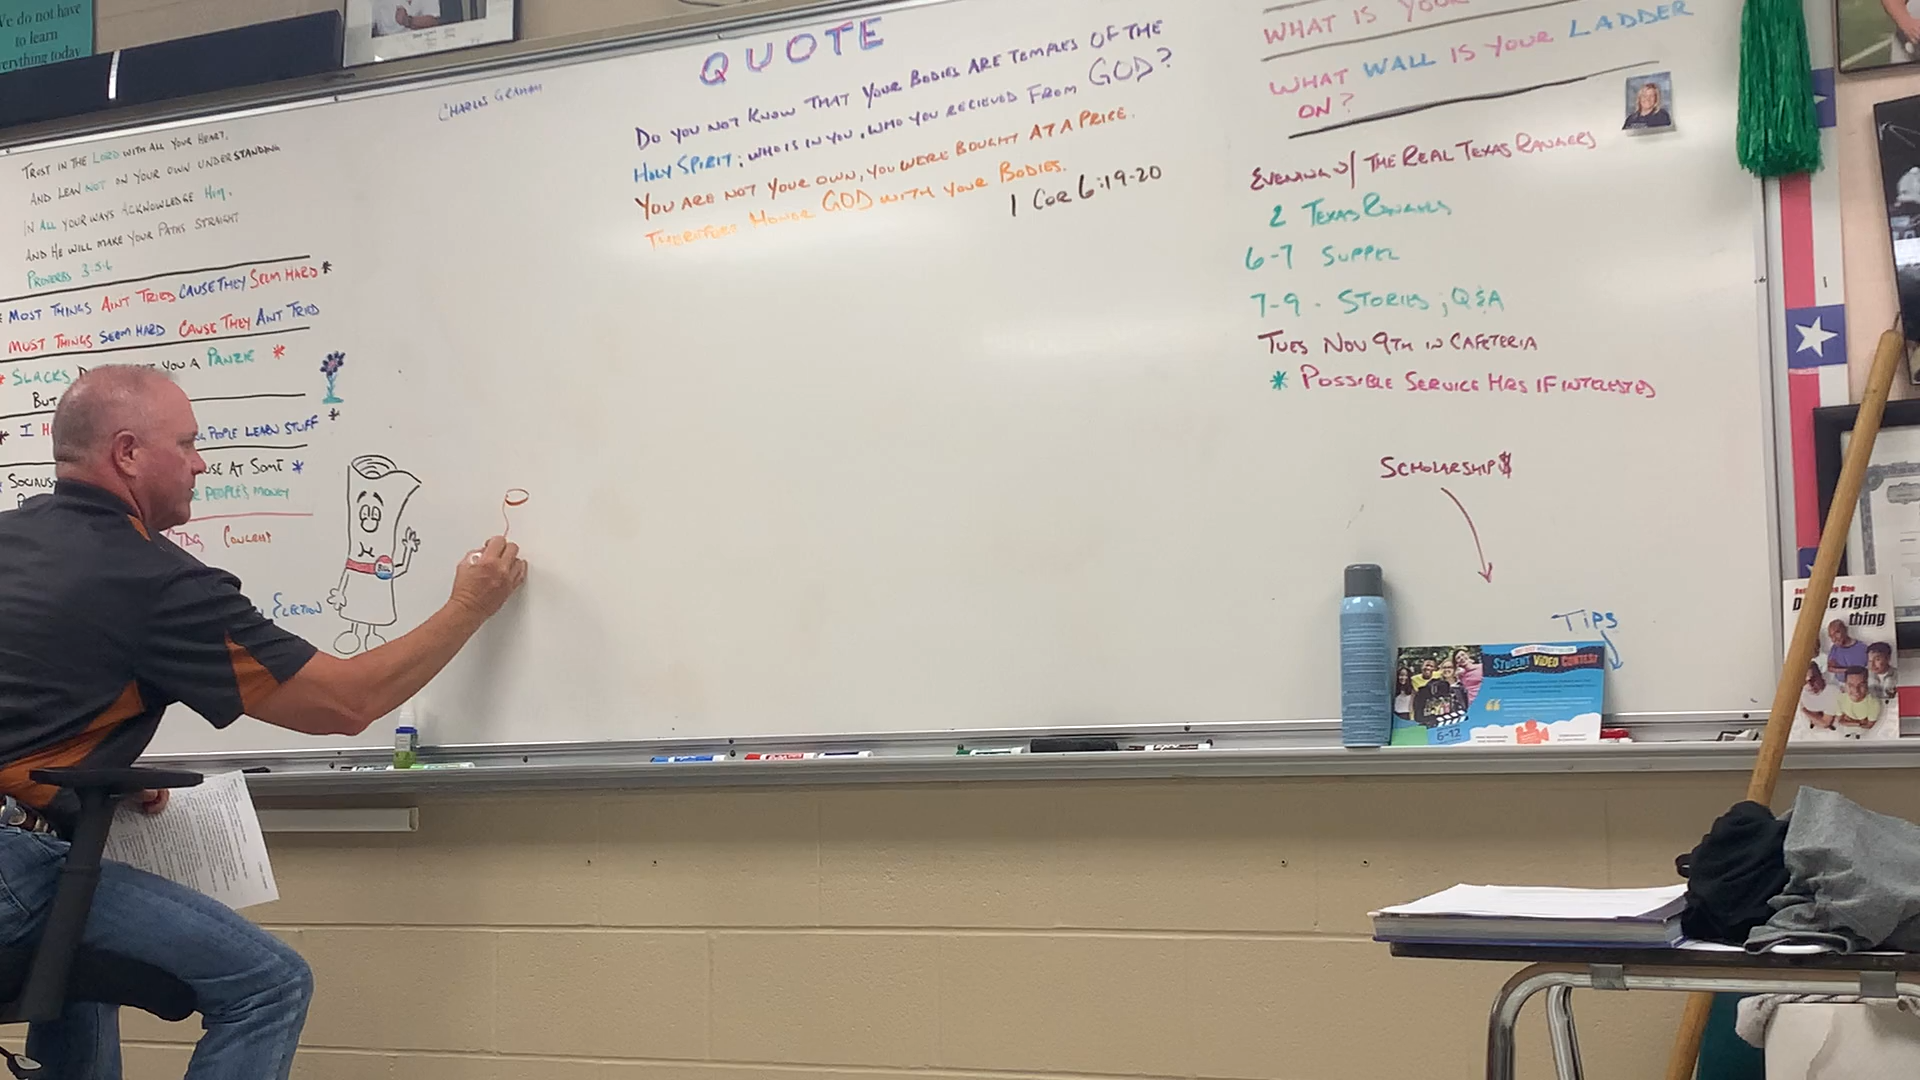 We do not have
to learn
everything today
TRUST IN THE LORD WITH ALL YOUR HEART,
AND LEAN NOT ON YOUR OWN UNDERSTANDING
IN ALL YOUR WAYS ACKNOWLEDGE HIM,
AND HE WILL MAKE YOUR PATHS STRAIGHT
PROVERBS 3:5-6
MOST THINGS AINT TRIED CAUSE THEY SEEM HARD *
MUST THINGS SEEM HARD CAUSE THEY ANT TRIED
* SLACKS YOU A PANZIE *
BUT
* I PEOPLE LEARN STUFF *
AT SOME *
PEOPLE'S MONEY
ELECTION
BILL
CHARLES GRAHAM
QUOTE
DO YOU NOT KNOW THAT YOUR BODIES ARE TEMPLES OF THE
HOLY SPIRIT; WHO IS IN YOU, WHO YOU RECIEVED FROM GOD?
YOU ARE NOT YOUR OWN, YOU WERE BOUGHT AT A PRICE.
THEREFORE HONOR GOD WITH YOUR BODIES.
1 COR 6:19-20
WHAT IS YOUR
WHAT WALL IS YOUR LADDER
ON?
EVENING W/ THE REAL TEXAS RANGERS
2 TEXAS RANGERS
6-7 SUPPER
7-9 - STORIES; Q&A
TUES NOV 9TH IN CAFETERIA
* POSSIBLE SERVICE HRS IF INTERESTED
SCHOLARSHIP$
TIPS
STUDENT VIDEO CONTEST
6-12
right
thing